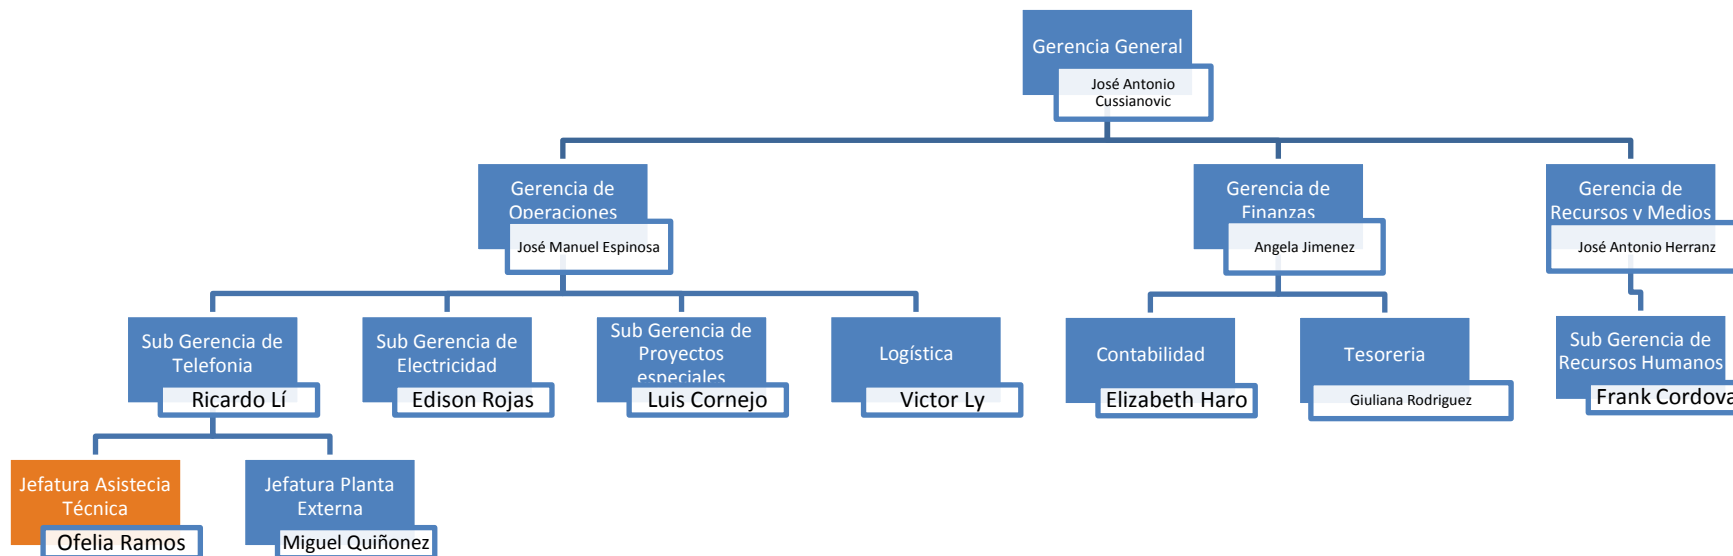 Gerencia General
José Antonio
Cussianovic
Gerencia de
Operaciones
José Manuel Espinosa
Gerencia de
Finanzas
Angela Jimenez
Gerencia de
Recursos y Medios
José Antonio Herranz
Sub Gerencia de
Telefonia
Ricardo Lí
Sub Gerencia de
Electricidad
Edison Rojas
Sub Gerencia de
Proyectos
especiales
Luis Cornejo
Logística
Victor Ly
Contabilidad
Elizabeth Haro
Tesoreria
Giuliana Rodriguez
Sub Gerencia de
Recursos Humanos
Frank Cordova
Jefatura Asistecia
Técnica
Ofelia Ramos
Jefatura Planta
Externa
Miguel Quiñonez